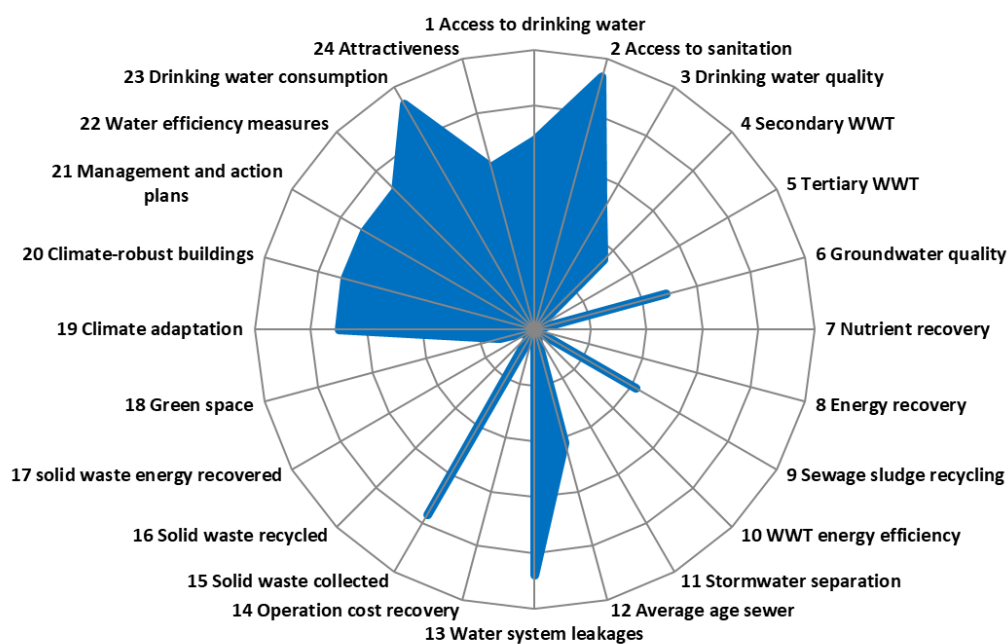 1 Access to drinking water
2 Access to sanitation
3 Drinking water quality
4 Secondary WWT
5 Tertiary WWT
6 Groundwater quality
7 Nutrient recovery
8 Energy recovery
9 Sewage sludge recycling
10 WWT energy efficiency
11 Stormwater separation
12 Average age sewer
13 Water system leakages
14 Operation cost recovery
15 Solid waste collected
16 Solid waste recycled
17 solid waste energy recovered
18 Green space
19 Climate adaptation
20 Climate-robust buildings
21 Management and action
plans
22 Water efficiency measures
23 Drinking water consumption
24 Attractiveness